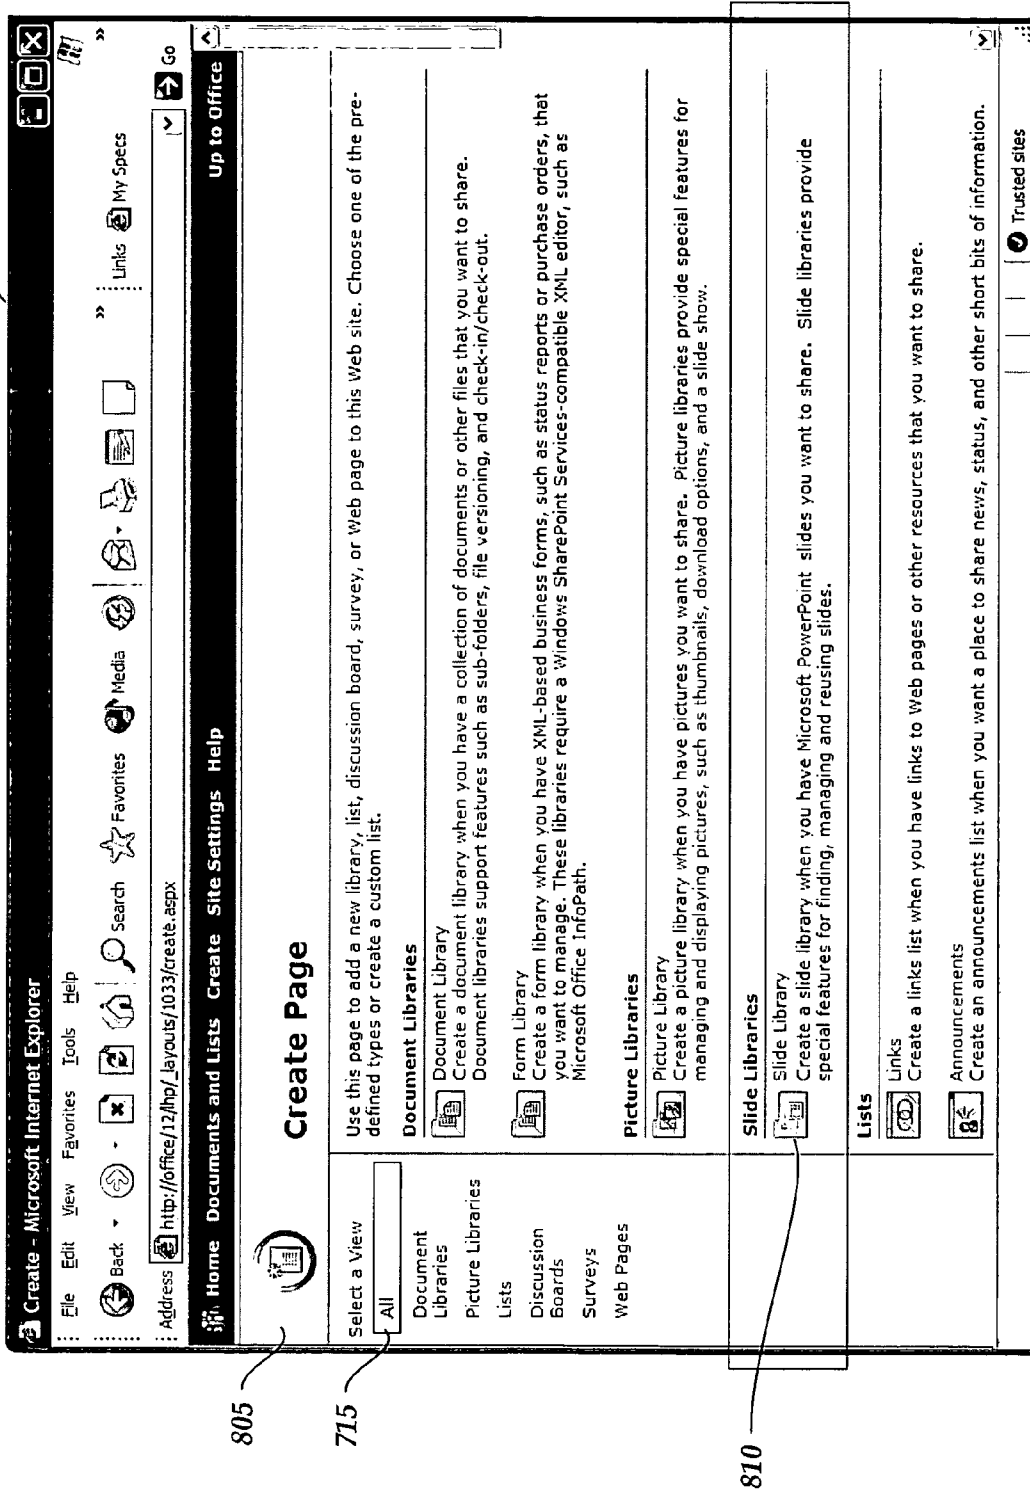 Create - Microsoft Internet Explorer
File Edit View Favorites Tools Help
Back Search Favorites Media » Links My Specs »
Address http://office/12/hp/_layouts/1033/create.aspx Go
Home Documents and Lists Create Site Settings Help Up to Office
805
Create Page
715
Select a View
All
Document
Libraries
Picture Libraries
Lists
Discussion
Boards
Surveys
Web Pages
Use this page to add a new library, list, discussion board, survey, or Web page to this Web site. Choose one of the pre-
defined types or create a custom list.
Document Libraries
Document Library
Create a document library when you have a collection of documents or other files that you want to share.
Document libraries support features such as sub-folders, file versioning, and check-in/check-out.
Form Library
Create a form library when you have XML-based business forms, such as status reports or purchase orders, that
you want to manage. These libraries require a Windows SharePoint Services-compatible XML editor, such as
Microsoft Office InfoPath.
Picture Libraries
Picture Library
Create a picture library when you have pictures you want to share. Picture libraries provide special features for
managing and displaying pictures, such as thumbnails, download options, and a slide show.
Slide Libraries
810
Slide Library
Create a slide library when you have Microsoft PowerPoint slides you want to share. Slide libraries provide
special features for finding, managing and reusing slides.
Lists
Links
Create a links list when you have links to Web pages or other resources that you want to share.
Announcements
Create an announcements list when you want a place to share news, status, and other short bits of information.
Trusted sites